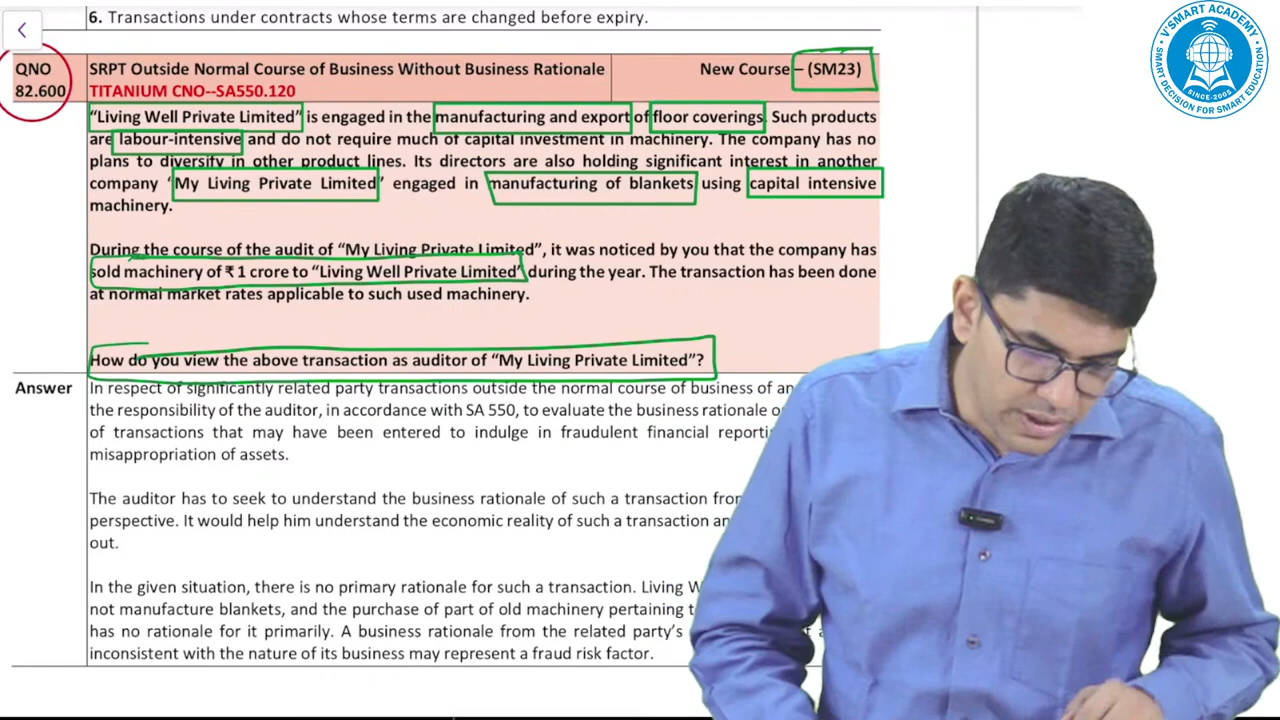 6. Transactions under contracts whose terms are changed before expiry.
V'SMART ACADEMY
SMART DECISION FOR SMART EDUCATION
SINCE-2005
QNO
82.600
SRPT Outside Normal Course of Business Without Business Rationale
New Course – (SM23)
TITANIUM CNO--SA550.120
“Living Well Private Limited” is engaged in the manufacturing and export of floor coverings. Such products
are labour-intensive and do not require much of capital investment in machinery. The company has no
plans to diversify in other product lines. Its directors are also holding significant interest in another
company “My Living Private Limited” engaged in manufacturing of blankets using capital intensive
machinery.
During the course of the audit of “My Living Private Limited”, it was noticed by you that the company has
sold machinery of ₹ 1 crore to “Living Well Private Limited” during the year. The transaction has been done
at normal market rates applicable to such used machinery.
How do you view the above transaction as auditor of “My Living Private Limited”?
Answer
In respect of significantly related party transactions outside the normal course of business of an
the responsibility of the auditor, in accordance with SA 550, to evaluate the business rationale
of transactions that may have been entered to indulge in fraudulent financial
misappropriation of assets.
The auditor has to seek to understand the business rationale of such a transaction
perspective. It would help him understand the economic reality of such a transaction
out.
In the given situation, there is no primary rationale for such a transaction. Living
not manufacture blankets, and the purchase of part of old machinery pertaining
has no rationale for it primarily. A business rationale from the related party’s
inconsistent with the nature of its business may represent a fraud risk factor.